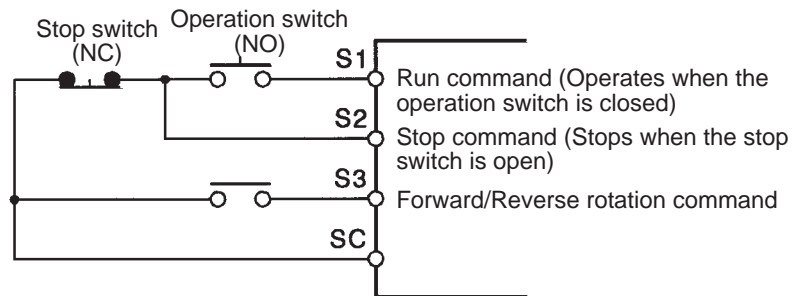 Stop switch
(NC)
Operation switch
(NO)
S1
Run command (Operates when the
operation switch is closed)
S2
Stop command (Stops when the stop
switch is open)
S3
Forward/Reverse rotation command
SC